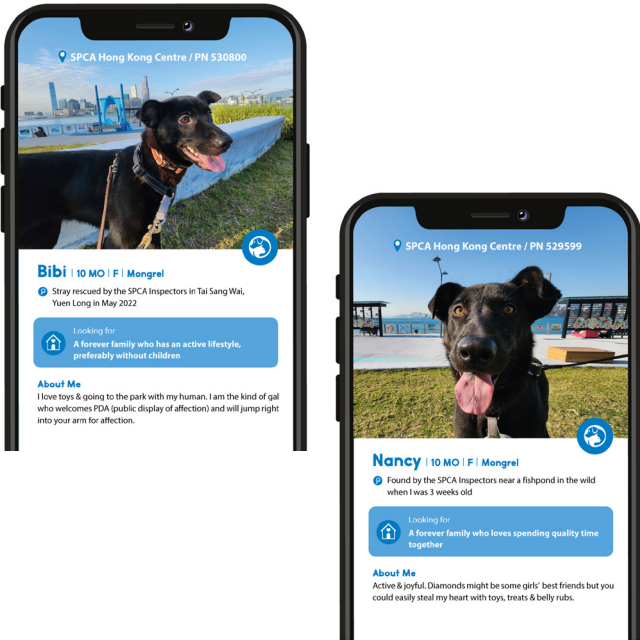 SPCA Hong Kong Centre / PN 530800
Bibi | 10 MO | F | Mongrel
Stray rescued by the SPCA Inspectors in Tai Sang Wai,
Yuen Long in May 2022
Looking for
A forever family who has an active lifestyle,
preferably without children
About Me
I love toys & going to the park with my human. I am the kind of gal
who welcomes PDA (public display of affection) and will jump right
into your arm for affection.
SPCA Hong Kong Centre / PN 529599
Nancy | 10 MO | F | Mongrel
Found by the SPCA Inspectors near a fishpond in the wild
when I was 3 weeks old
Looking for
A forever family who loves spending quality time
together
About Me
Active & joyful. Diamonds might be some girls' best friends but you
could easily steal my heart with toys, treats & belly rubs.